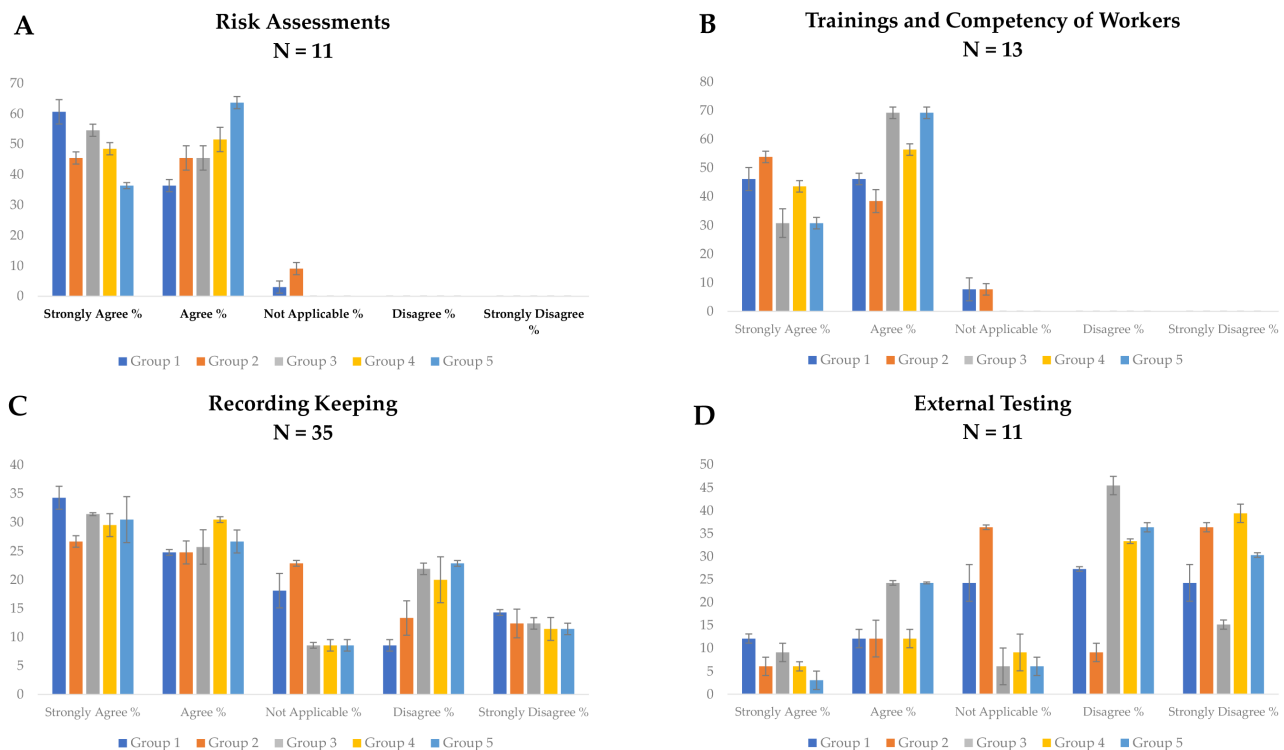 A
Risk Assessments
N = 11
70
60
50
40
30
20
10
0
Strongly Agree %
Agree %
Not Applicable %
Disagree %
Strongly Disagree
%
Group 1
Group 2
Group 3
Group 4
Group 5
B
Trainings and Competency of Workers
N = 13
80
70
60
50
40
30
20
10
0
Strongly Agree %
Agree %
Not Applicable %
Disagree %
Strongly Disagree %
Group 1
Group 2
Group 3
Group 4
Group 5
C
Recording Keeping
N = 35
40
35
30
25
20
15
10
5
0
Strongly Agree %
Agree %
Not Applicable %
Disagree %
Strongly Disagree %
Group 1
Group 2
Group 3
Group 4
Group 5
D
External Testing
N = 11
50
45
40
35
30
25
20
15
10
5
0
Strongly Agree %
Agree %
Not Applicable %
Disagree %
Strongly Disagree %
Group 1
Group 2
Group 3
Group 4
Group 5